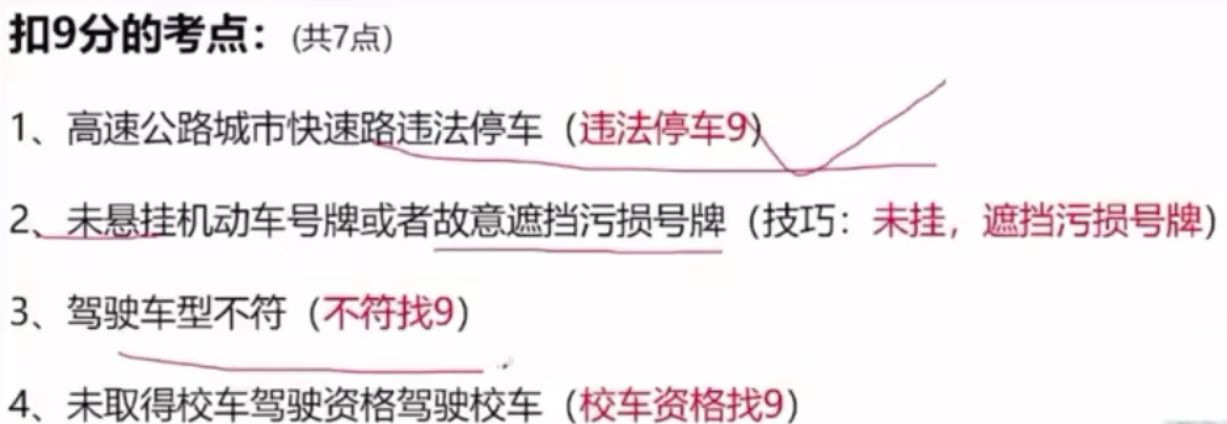 扣9分的考点：(共7点)
1、高速公路城市快速路违法停车（违法停车9）
2、未悬挂机动车号牌或者故意遮挡污损号牌（技巧：未挂，遮挡污损号牌）
3、驾驶车型不符（不符找9）
4、未取得校车驾驶资格驾驶校车（校车资格找9）